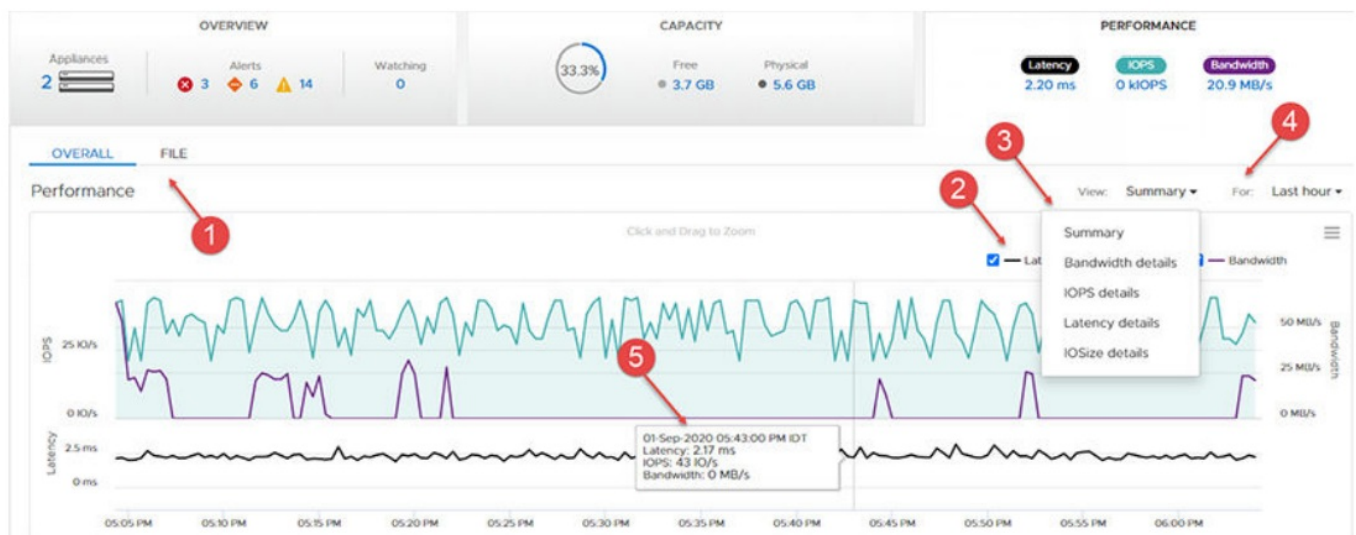 OVERVIEW
Appliances
2
Alerts
3 6 14
Watching
0
CAPACITY
33.3%
Free
3.7 GB
Physical
5.6 GB
PERFORMANCE
Latency IOPS Bandwidth
2.20 ms 0 kIOPS 20.9 MB/s
OVERALL FILE
1
2
3
4
Performance
View: Summary For: Last hour
Click and Drag to Zoom
Lat
Bandwidth
Summary
Bandwidth details
IOPS details
Latency details
IOSize details
IOPS
25 IO/s
0 IO/s
50 MB/s
25 MB/s
0 MB/s
Bandwidth
5
01-Sep-2020 05:43:00 PM IDT
Latency: 2.17 ms
IOPS: 43 IO/s
Bandwidth: 0 MB/s
Latency
2.5 ms
0 ms
05:05 PM 05:10 PM 05:15 PM 05:20 PM 05:25 PM 05:30 PM 05:35 PM 05:40 PM 05:45 PM 05:50 PM 05:55 PM 06:00 PM